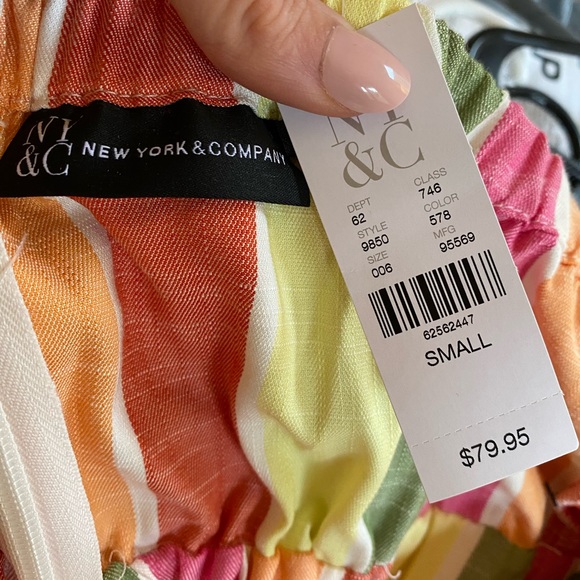 NY
&C NEW YORK & COMPANY
NY
&C
DEPT CLASS
62 746
STYLE COLOR
9850 578
SIZE MFG
006 95569
62562447
SMALL
$79.95